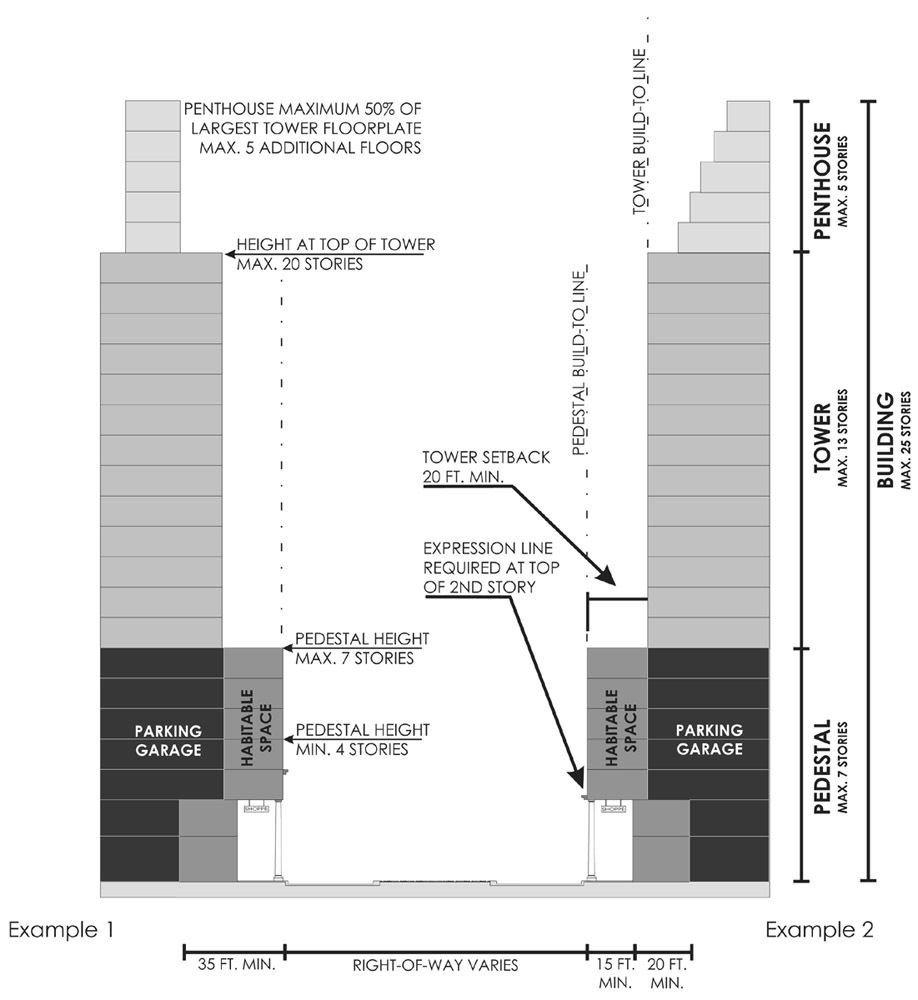 PENTHOUSE MAXIMUM 50% OF
LARGEST TOWER FLOORPLATE
MAX. 5 ADDITIONAL FLOORS
HEIGHT AT TOP OF TOWER
MAX. 20 STORIES
TOWER BUILD-TO LINE
PEDESTAL BUILD-TO LINE
TOWER SETBACK
20 FT. MIN.
EXPRESSION LINE
REQUIRED AT TOP
OF 2ND STORY
PEDESTAL HEIGHT
MAX. 7 STORIES
PEDESTAL HEIGHT
MIN. 4 STORIES
PARKING
GARAGE
HABITABLE
SPACE
SHOPPE
HABITABLE
SPACE
PARKING
GARAGE
SHOPPE
PENTHOUSE
MAX. 5 STORIES
TOWER
MAX. 13 STORIES
PEDESTAL
MAX. 7 STORIES
BUILDING
MAX. 25 STORIES
Example 1
Example 2
35 FT. MIN.
RIGHT-OF-WAY VARIES
15 FT.
MIN.
20 FT.
MIN.